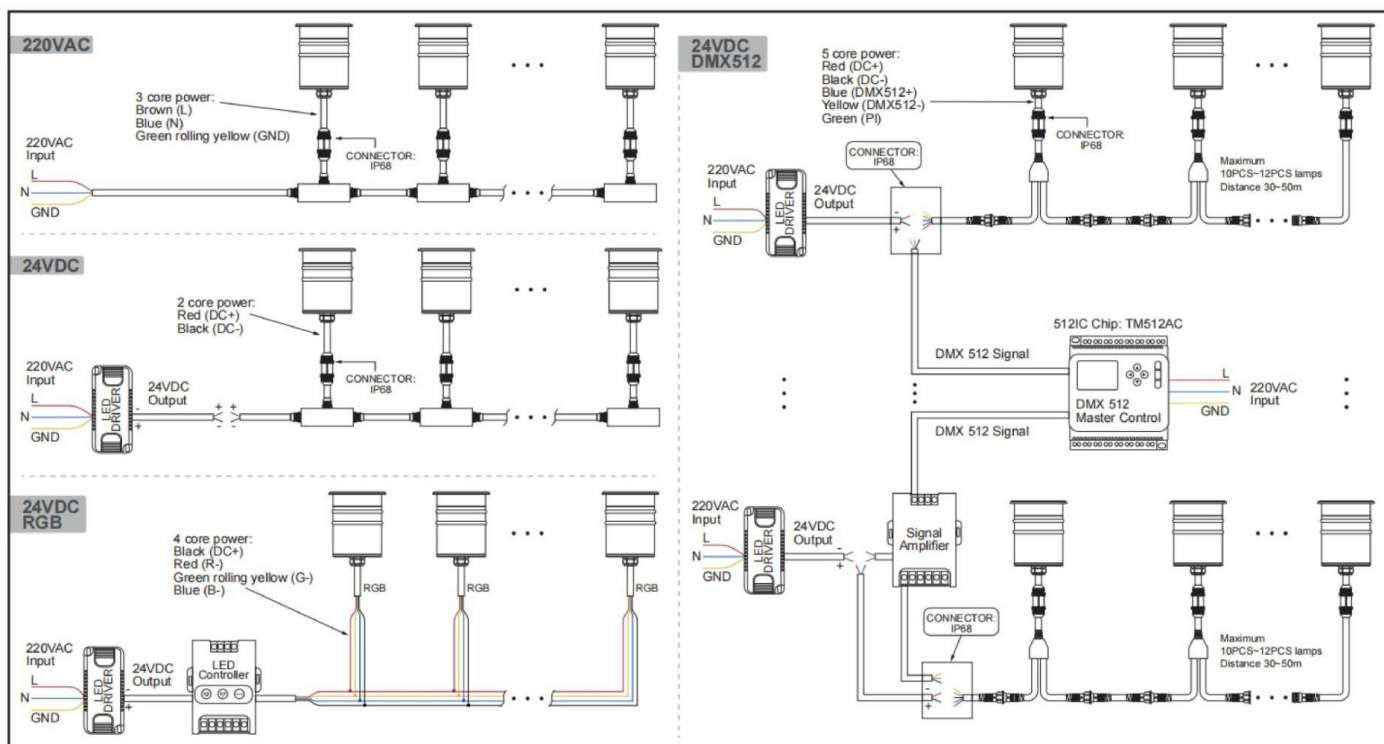 220VAC
3 core power:
Brown (L)
Blue (N)
Green rolling yellow (GND)
CONNECTOR:
IP68
220VAC
Input
L
N
GND
24VDC
2 core power:
Red (DC+)
Black (DC-)
CONNECTOR:
IP68
220VAC
Input
L
N
GND
LED
DRIVER
24VDC
Output
-
+
+ +
- -
24VDC
RGB
4 core power:
Black (DC+)
Red (R-)
Green rolling yellow (G-)
Blue (B-)
RGB
RGB
RGB
220VAC
Input
L
N
GND
LED
DRIVER
24VDC
Output
-
+
LED
Controller
24VDC
DMX512
5 core power:
Red (DC+)
Black (DC-)
Blue (DMX512+)
Yellow (DMX512-)
Green (PI)
CONNECTOR:
IP68
CONNECTOR:
IP68
Maximum
10PCS~12PCS lamps
Distance 30~50m
220VAC
Input
L
N
GND
LED
DRIVER
24VDC
Output
-
+
512IC Chip: TM512AC
DMX 512 Signal
DMX 512
Master Control
L
N
GND
220VAC
Input
DMX 512 Signal
Signal
Amplifier
220VAC
Input
L
N
GND
LED
DRIVER
24VDC
Output
-
+
CONNECTOR:
IP68
-
+
Maximum
10PCS~12PCS lamps
Distance 30~50m